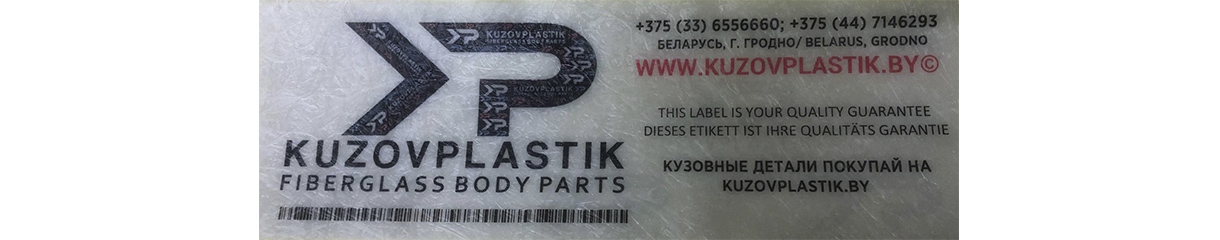 KUZOVPLASTIK
FIBERGLASS BODY PARTS
KUZOVPLASTIK
FIBERGLASS BODY PARTS
+375 (33) 6556660; +375 (44) 7146293
БЕЛАРУСЬ, Г. ГРОДНО/ BELARUS, GRODNO
WWW.KUZOVPLASTIK.BY©
THIS LABEL IS YOUR QUALITY GUARANTEE
DIESES ETIKETT IST IHRE QUALITÄTS GARANTIE
КУЗОВНЫЕ ДЕТАЛИ ПОКУПАЙ НА
KUZOVPLASTIK.BY